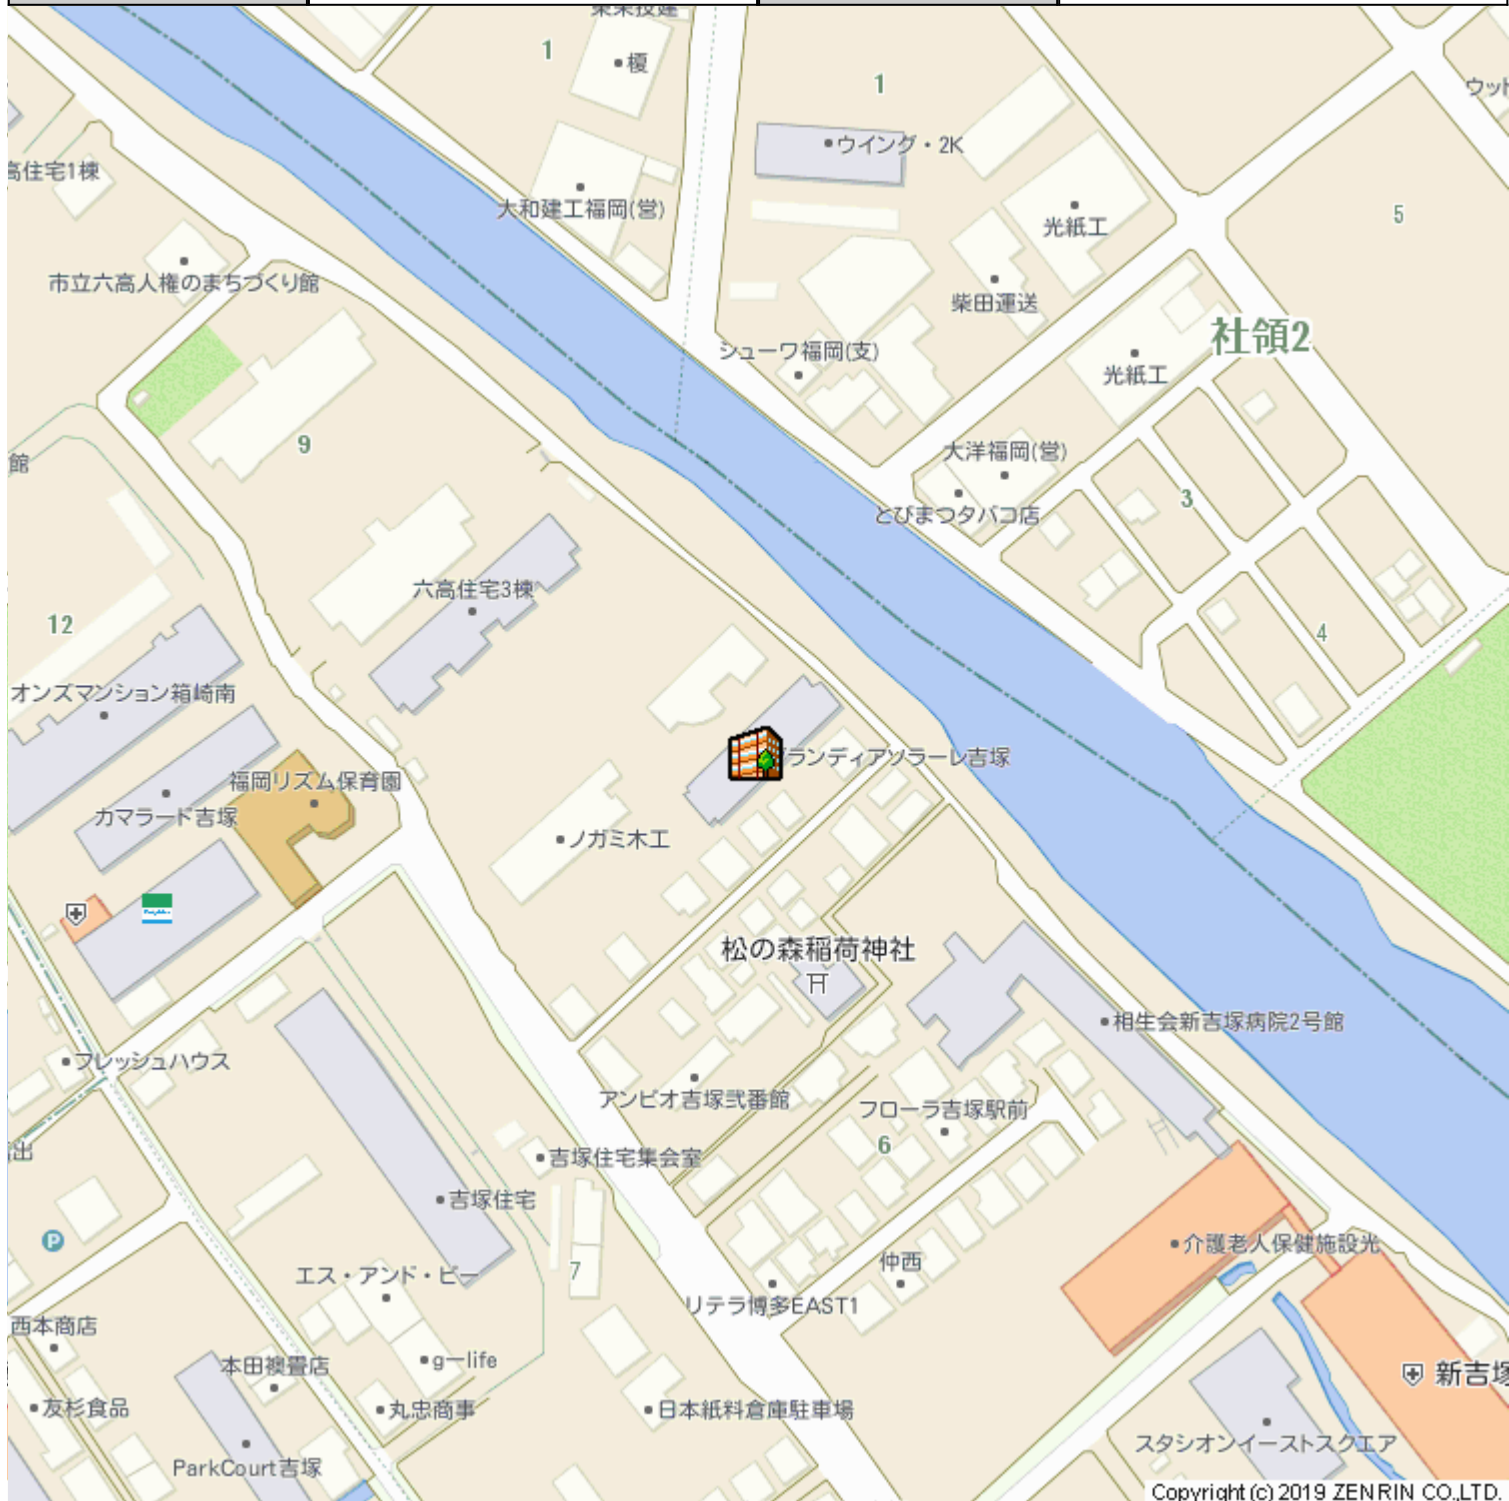 1
榎
1
ウイング・2K
高住宅1棟
大和建工福岡(営)
光紙工
5
市立六高人権のまちづくり館
柴田運送
社領2
シューワ福岡(支)
光紙工
9
大洋福岡(営)
館
3
とびまつタバコ店
六高住宅3棟
12
4
オンズマンション箱崎南
ランディアソラーレ吉塚
福岡リズム保育園
カマラード吉塚
ノガミ木工
松の森稲荷神社
相生会新吉塚病院2号館
フレッシュハウス
アンビオ吉塚弐番館
フローラ吉塚駅前
6
出
吉塚住宅集会室
吉塚住宅
P
介護老人保健施設光
仲西
7
エス・アンド・ビー
リテラ博多EAST1
西本商店
本田襖畳店
g-life
新吉塚
友杉食品
丸忠商事
日本紙料倉庫駐車場
スタシオンイーストスクエア
ParkCourt吉塚
Copyright (c) 2019 ZENRIN CO.,LTD.